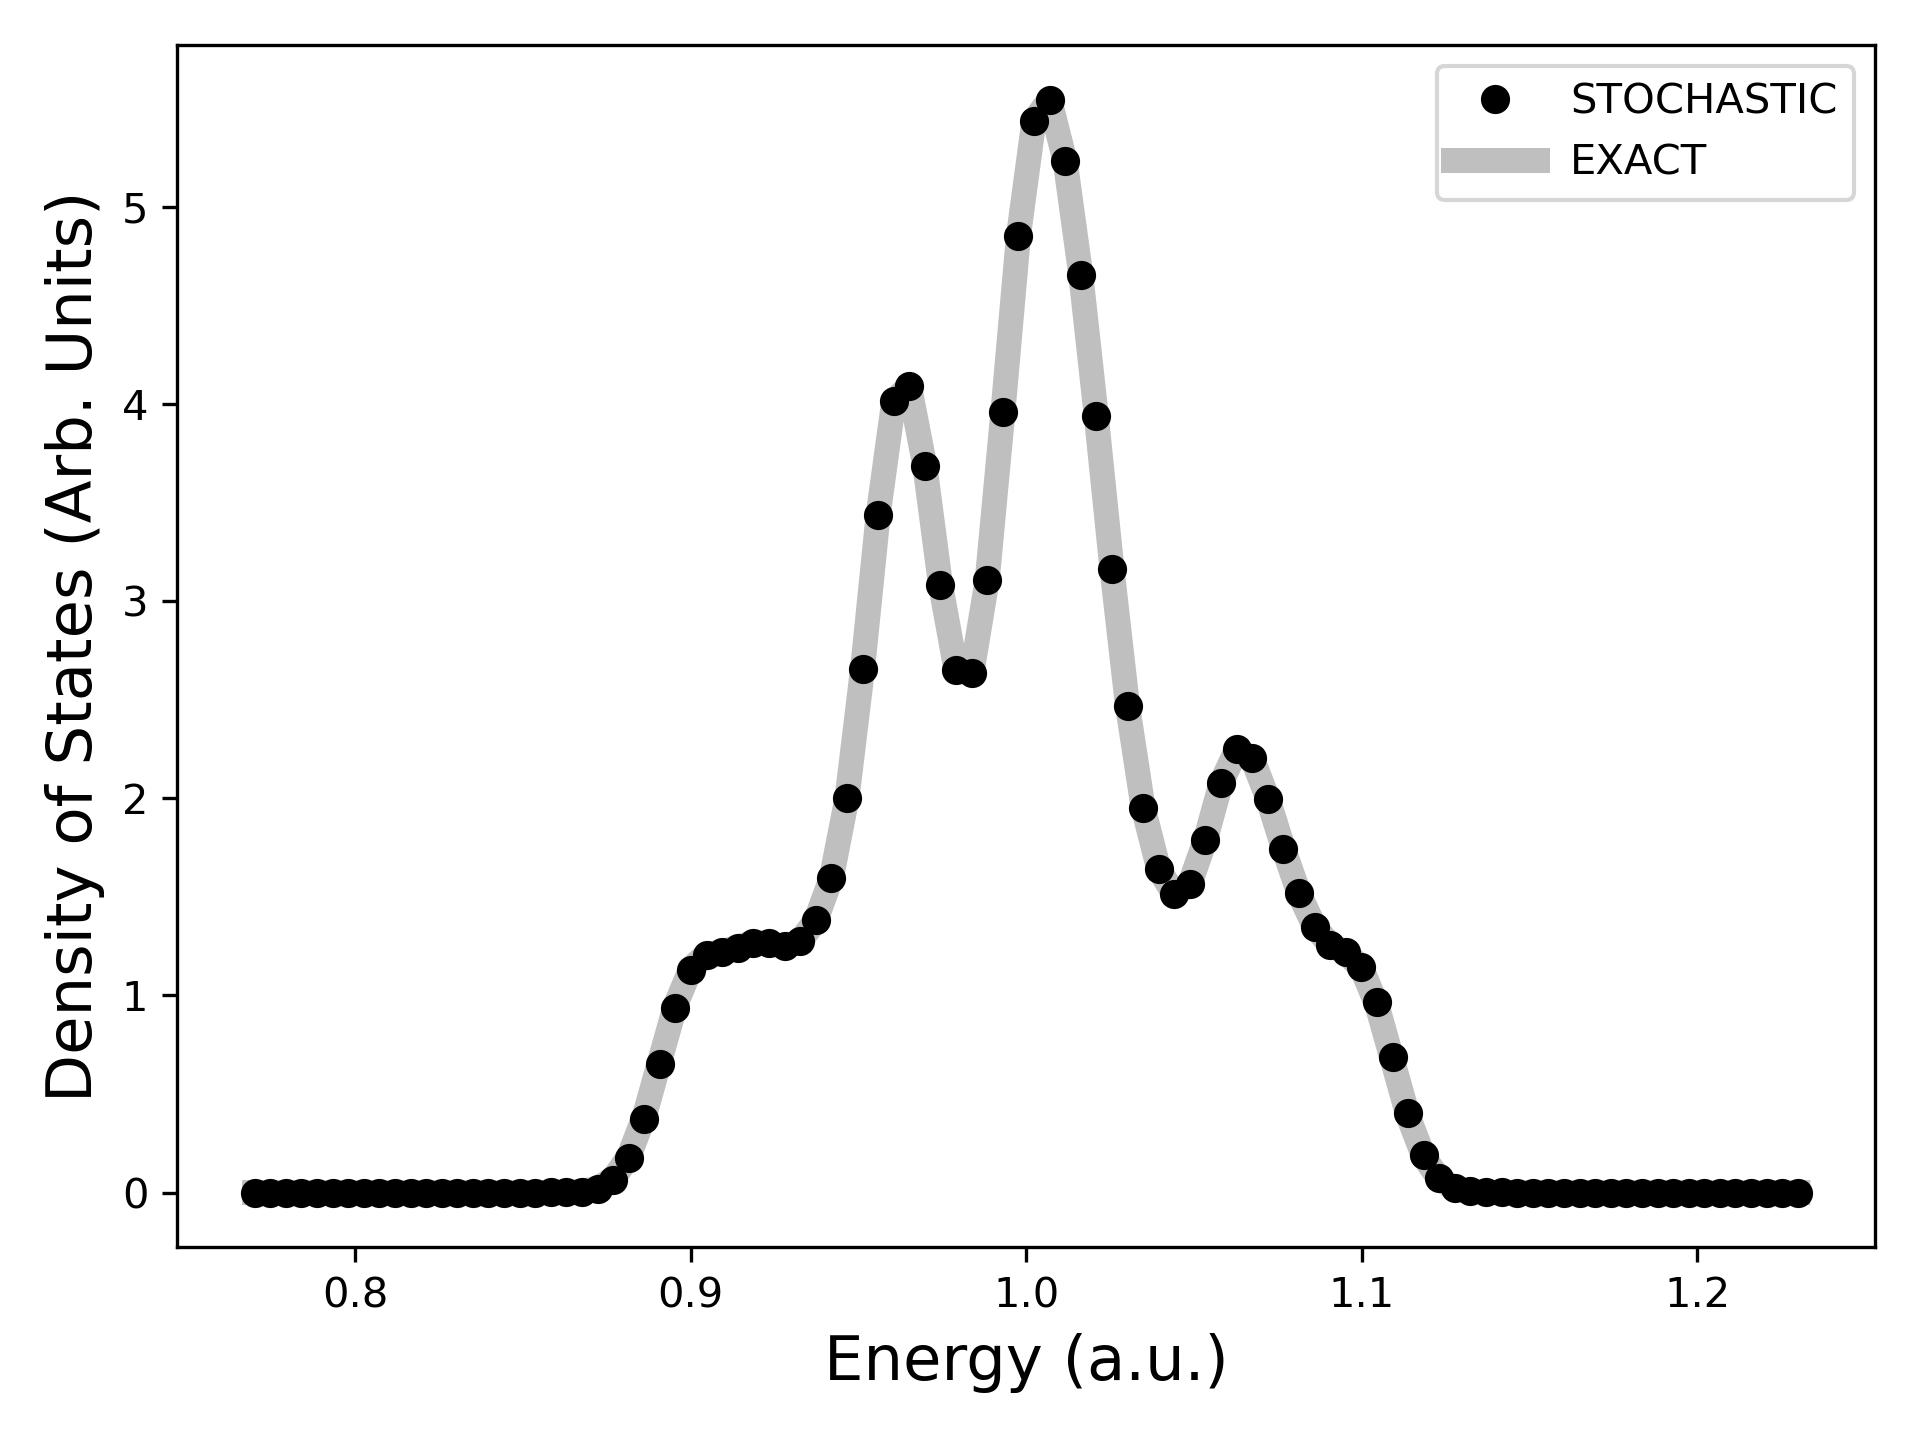 STOCHASTIC
EXACT
Density of States (Arb. Units)
5
4
3
2
1
0
0.8
0.9
1.0
1.1
1.2
Energy (a.u.)